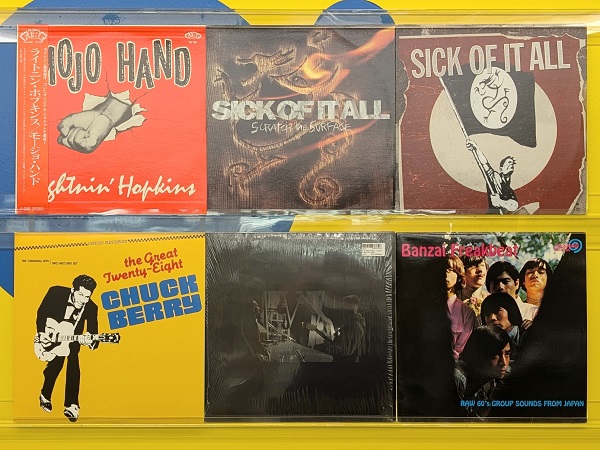 ライトニン・ホプキンス／モージョ・ハンド
MOJO HAND
Lightnin' Hopkins
SICK OF IT ALL
SCRATCH the SURFACE
SICK OF IT ALL
the Great
Twenty-Eight
CHUCK
BERRY
Banzai Freakbeat
RAW 60's GROUP SOUNDS FROM JAPAN